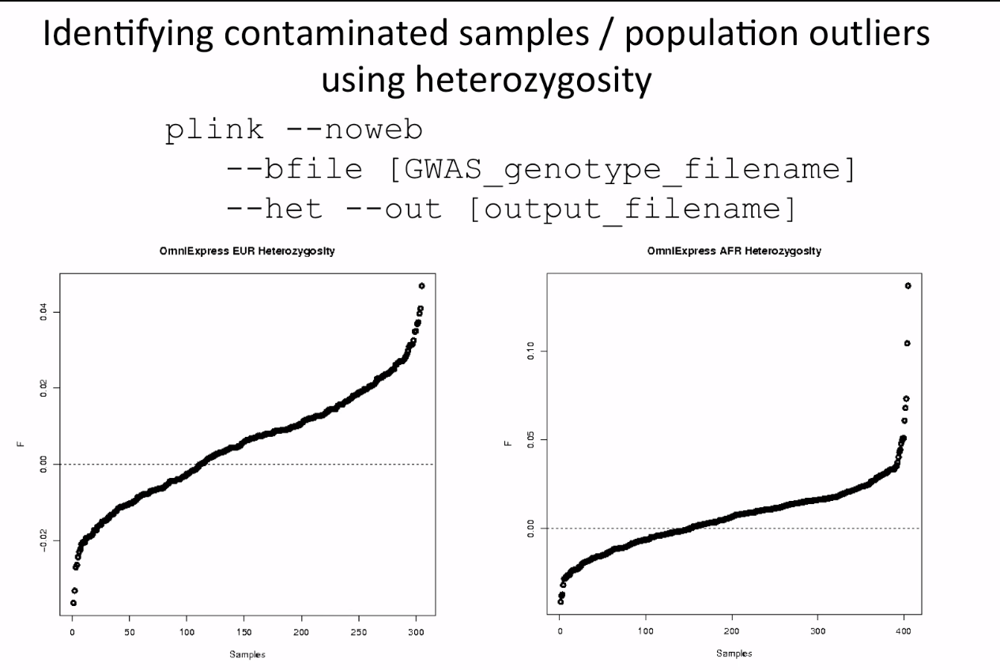 Identifying contaminated samples / population outliers
using heterozygosity
plink --noweb
--bfile [GWAS_genotype_filename]
--het --out [output_filename]
OmniExpress EUR Heterozygosity
F
0.04
0.02
0.00
-0.02
0 50 100 150 200 250 300
Samples
OmniExpress AFR Heterozygosity
F
0.10
0.05
0.00
0 100 200 300 400
Samples